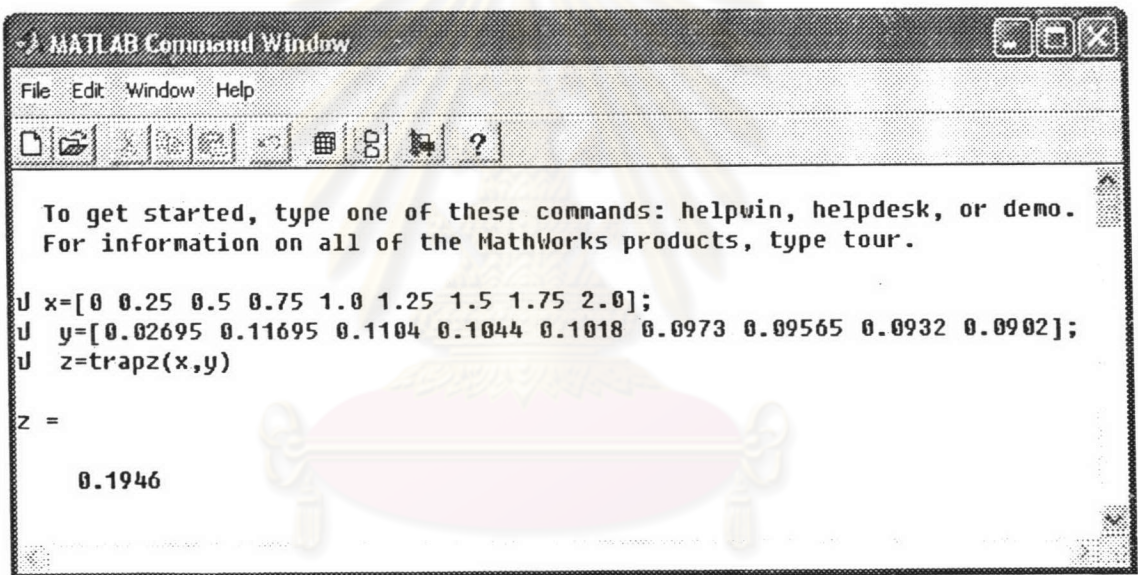 MATLAB Command Window
File Edit Window Help
?
To get started, type one of these commands: helpwin, helpdesk, or demo.
For information on all of the MathWorks products, type tour.
ป x=[0 0.25 0.5 0.75 1.0 1.25 1.5 1.75 2.0];
ป y=[0.02695 0.11695 0.1104 0.1044 0.1018 0.0973 0.09565 0.0932 0.0902];
ป z=trapz(x,y)
z =
0.1946